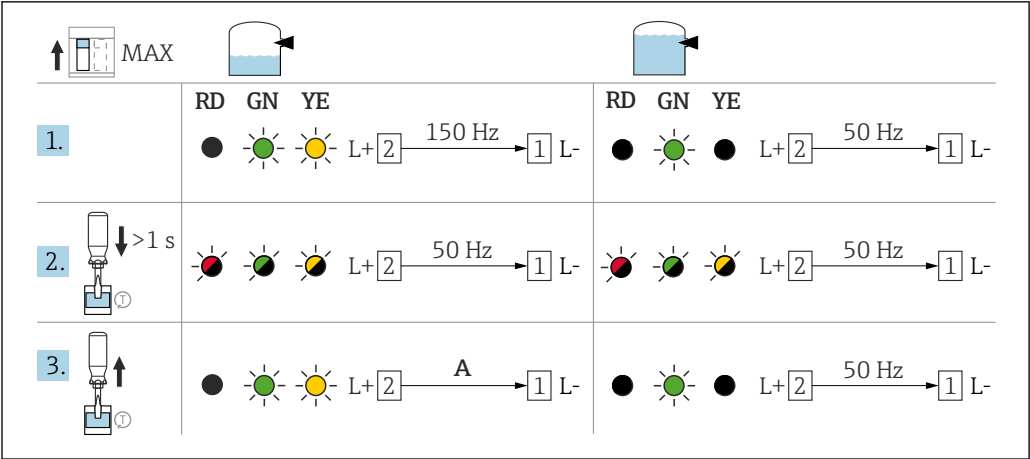 MAX
RD GN YE RD GN YE
1. L+ 2 150 Hz 1 L- L+ 2 50 Hz 1 L-
2. >1 s T L+ 2 50 Hz 1 L- L+ 2 50 Hz 1 L-
3. T L+ 2 A 1 L- L+ 2 50 Hz 1 L-